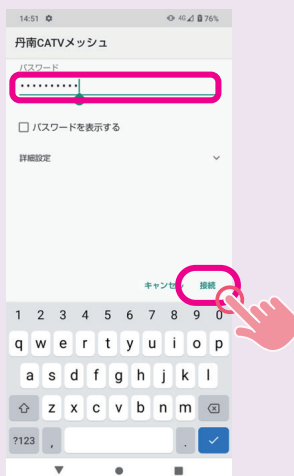 14:51 4G 76%
丹南CATVメッシュ
パスワード
••••••••••
パスワードを表示する
詳細設定
キャンセル 接続
1 2 3 4 5 6 7 8 9 0
q w e r t y u i o p
a s d f g h j k l
z x c v b n m
?123 , .